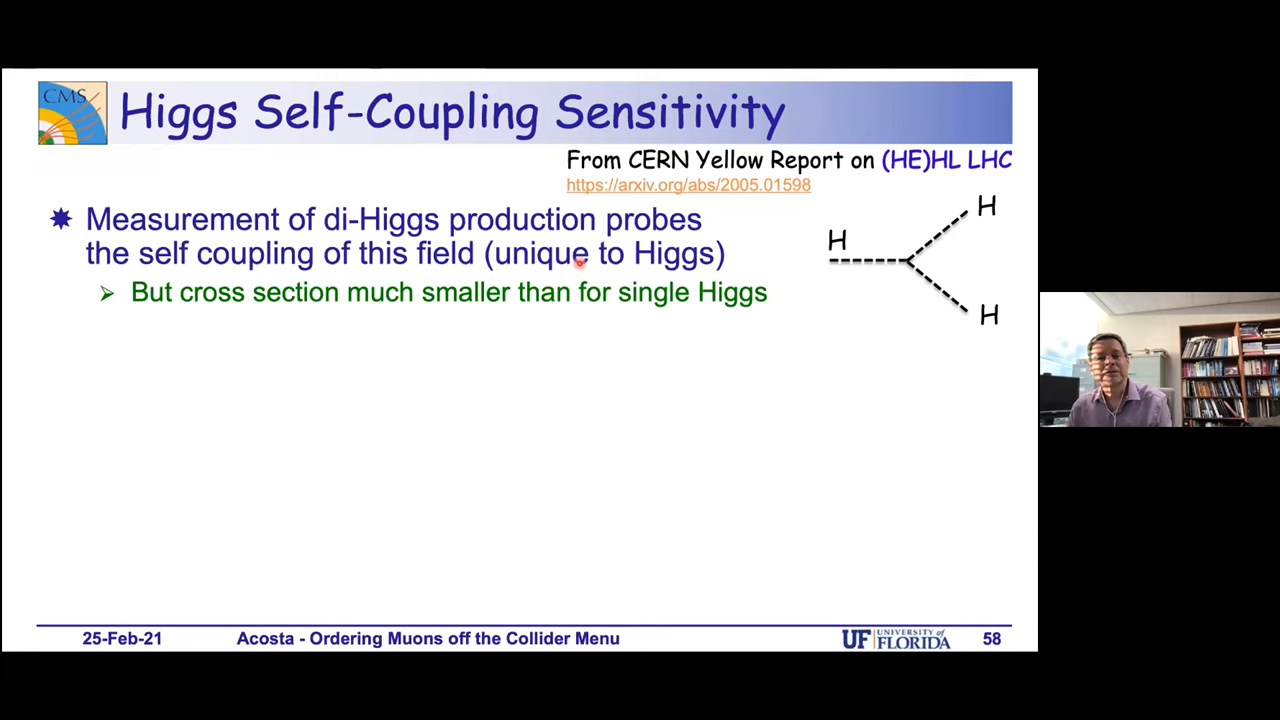 CMS
Higgs Self-Coupling Sensitivity
From CERN Yellow Report on (HE)HL LHC
https://arxiv.org/abs/2005.01598
Measurement of di-Higgs production probes
the self coupling of this field (unique to Higgs)
But cross section much smaller than for single Higgs
H
H
H
25-Feb-21
Acosta - Ordering Muons off the Collider Menu
UF UNIVERSITY of FLORIDA
58